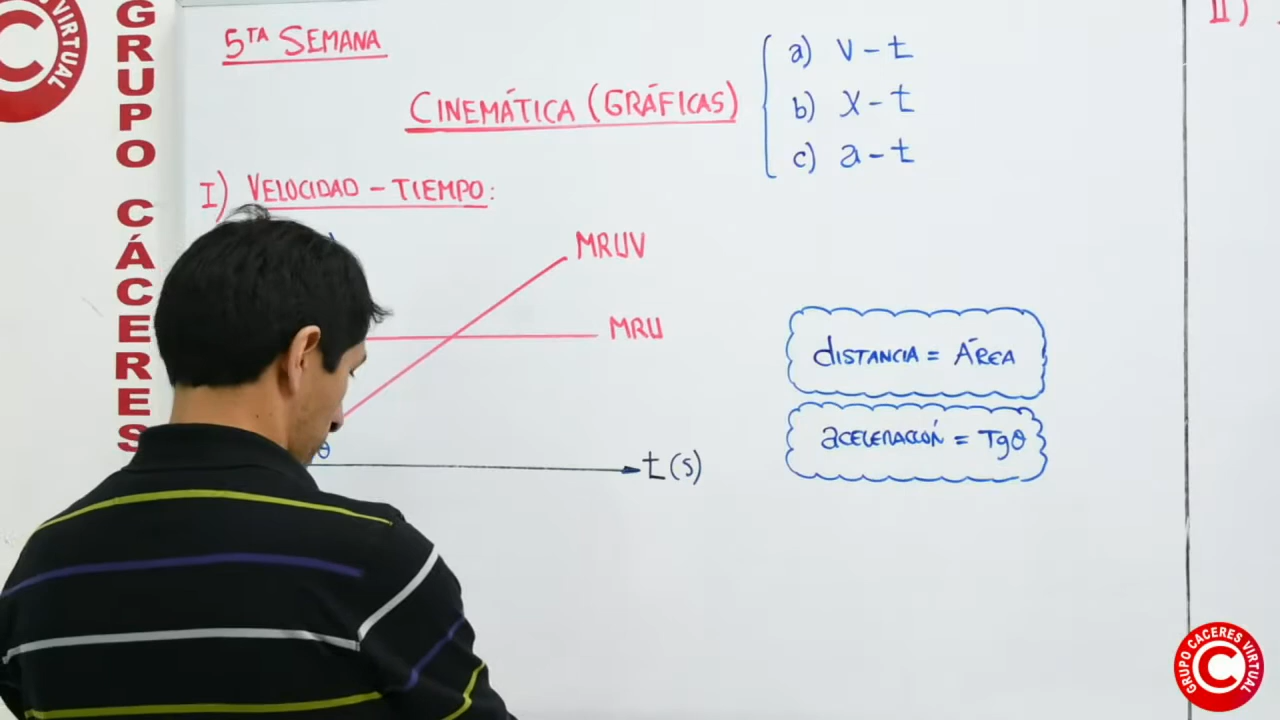 GRUPO CÁCERES
VIRTUAL
5TA SEMANA
CINEMÁTICA (GRÁFICAS)
a) v - t
b) x - t
c) a - t
II)
I) VELOCIDAD - TIEMPO:
MRUV
MRU
θ
t(s)
dISTANCIA = ÁREA
aCELERACIÓN = Tgθ
GRUPO CACERES VIRTUAL